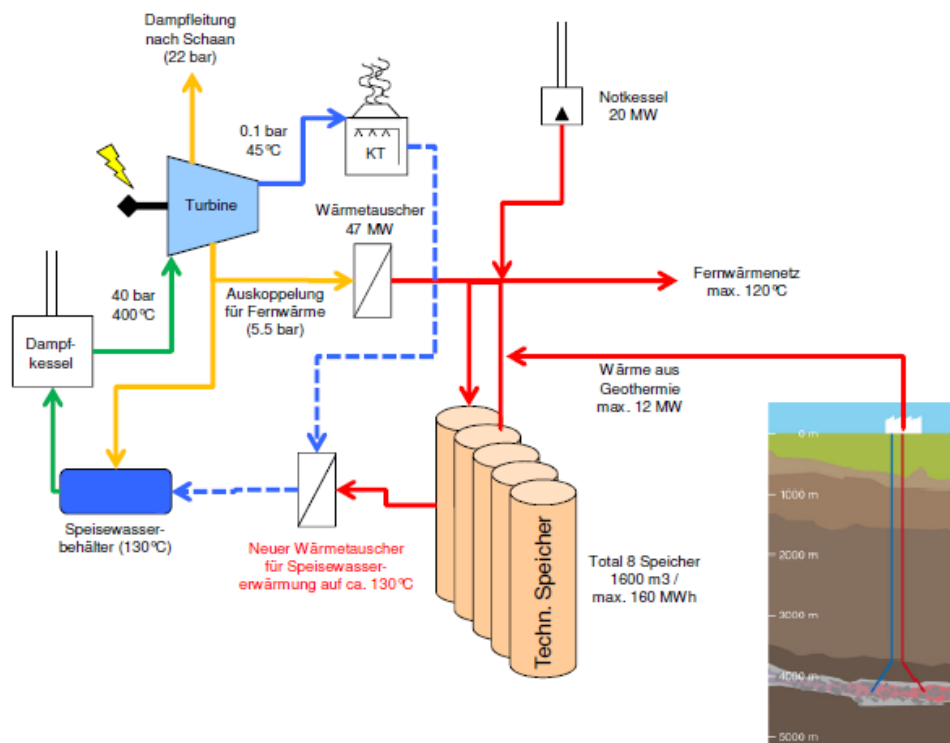 Dampfleitung
nach Schaan
(22 bar)
0.1 bar
45°C
KT
Notkessel
20 MW
Turbine
Wärmetauscher
47 MW
40 bar
400°C
Auskoppelung
für Fernwärme
(5.5 bar)
Fernwärmenetz
max. 120°C
Dampf-
kessel
Wärme aus
Geothermie
max. 12 MW
Speisewasser-
behälter (130°C)
Neuer Wärmetauscher
für Speisewasser-
erwärmung auf ca. 130°C
Techn. Speicher
Total 8 Speicher
1600 m3 /
max. 160 MWh
0 m
1000 m
2000 m
3000 m
4000 m
5000 m